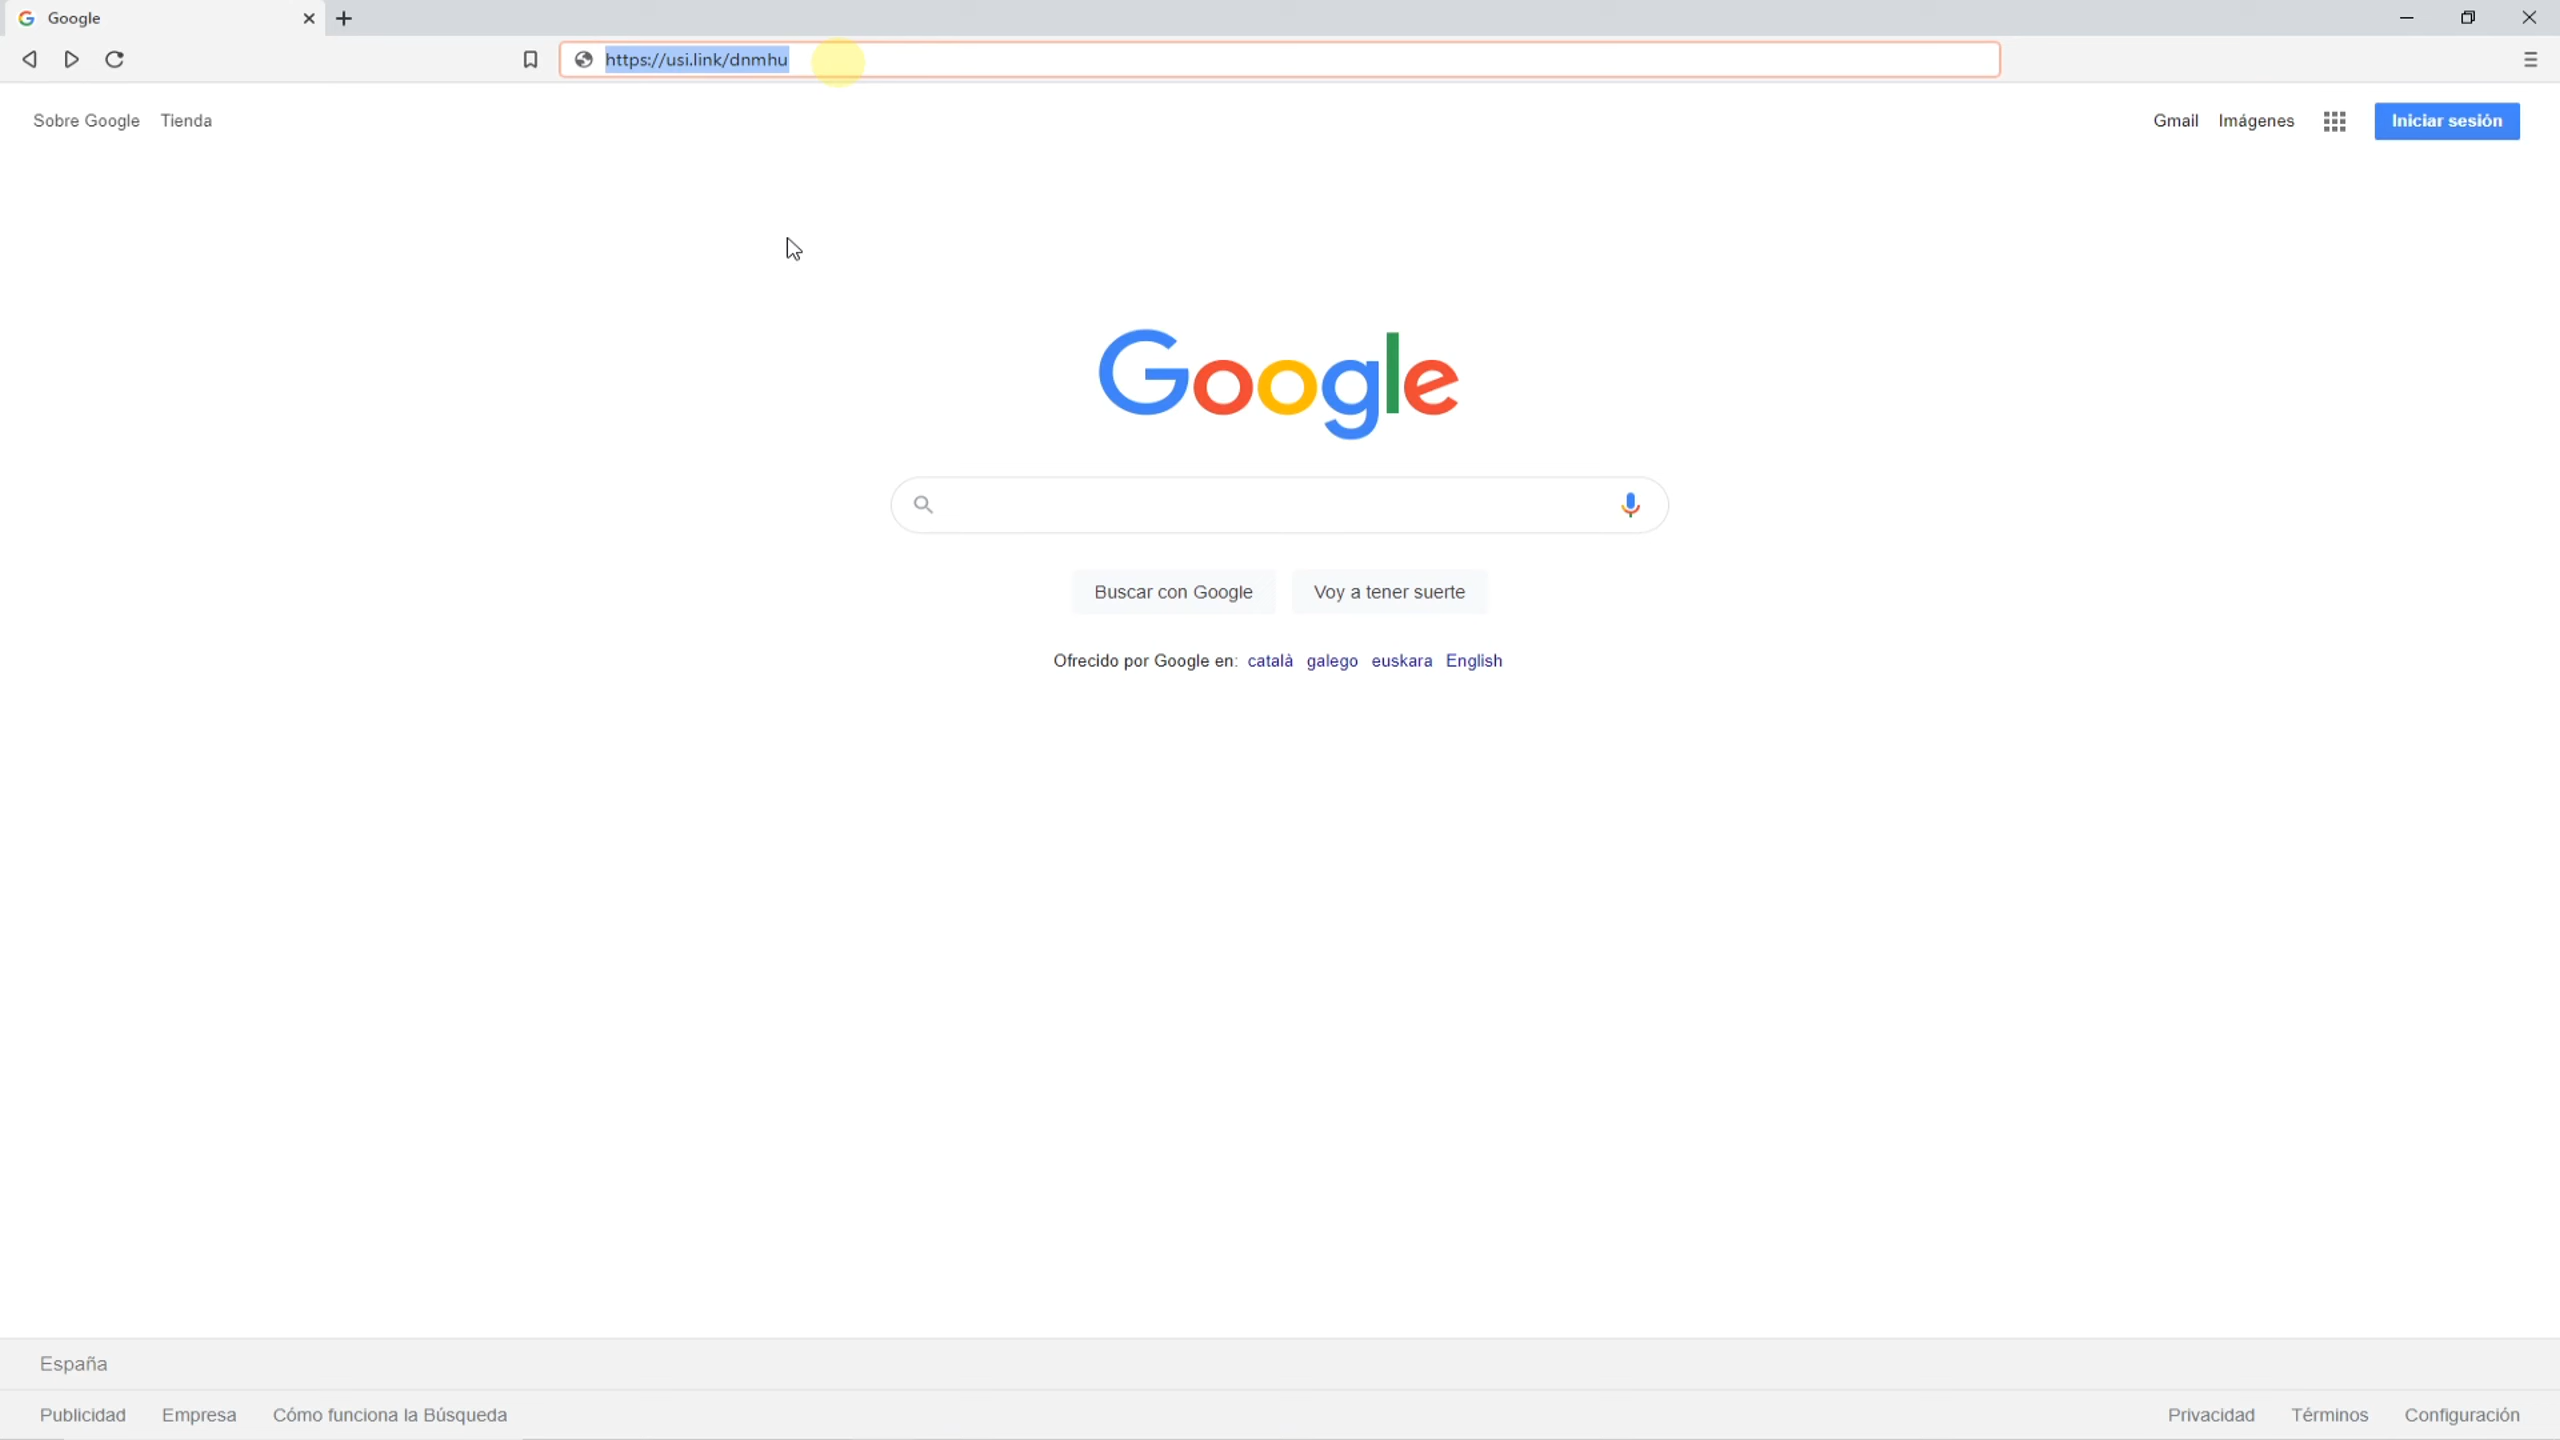 Google
https://usi.link/dnmhu
Sobre Google Tienda
Gmail Imágenes Iniciar sesión
Google
Buscar con Google Voy a tener suerte
Ofrecido por Google en: català galego euskara English
España
Publicidad Empresa Cómo funciona la Búsqueda
Privacidad Términos Configuración